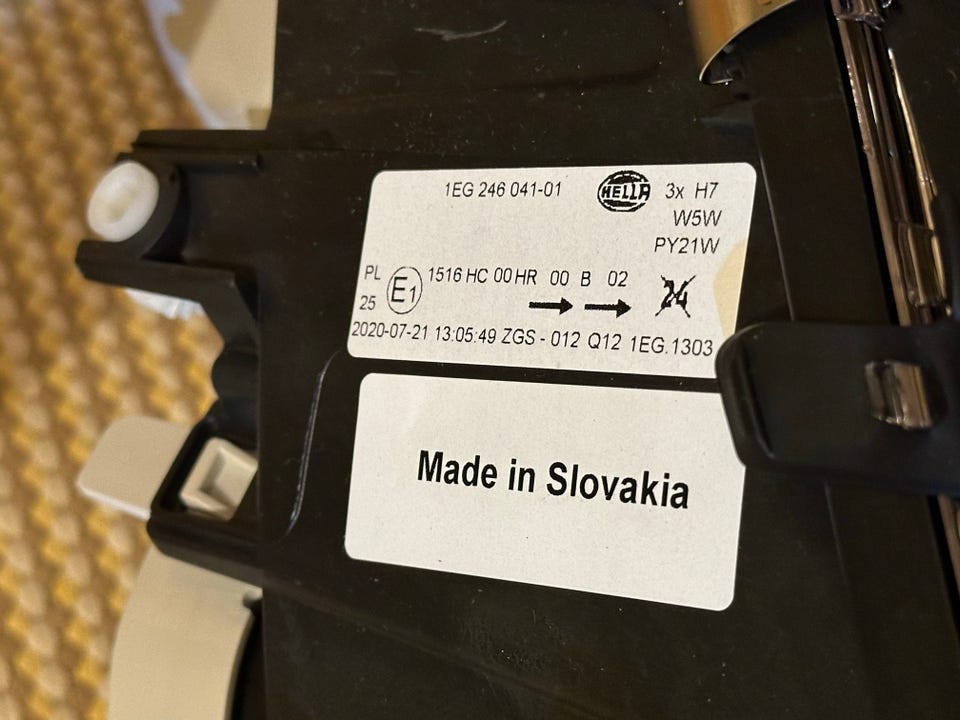 1EG 246 041-01 HELLA 3x H7
W5W
PY21W
PL E1 1516 HC 00 HR 00 B 02 24
25
2020-07-21 13:05:49 ZGS - 012 Q12 1EG.1303
Made in Slovakia